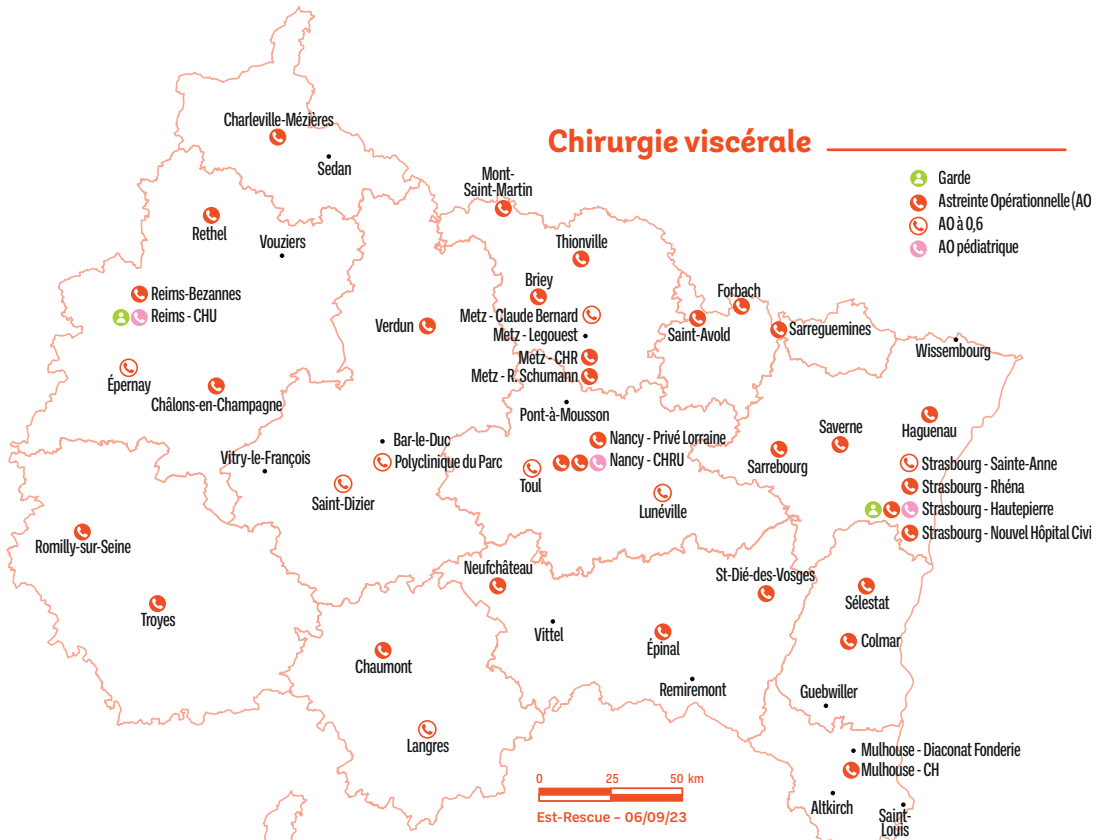 Charleville-Mézières
Sedan
Chirurgie viscérale
Mont-
Saint-Martin
Garde
Astreinte Opérationnelle (AO
AO à 0,6
AO pédiatrique
Rethel
Vouziers
Thionville
Briey
Forbach
Reims-Bezannes
Reims - CHU
Verdun
Metz - Claude Bernard
Metz - Legouest
Metz - CHR
Metz - R. Schumann
Saint-Avold
Sarreguemines
Wissembourg
Épernay
Châlons-en-Champagne
Pont-à-Mousson
Haguenau
Saverne
Sarrebourg
Bar-le-Duc
Polyclinique du Parc
Nancy - Privé Lorraine
Nancy - CHRU
Toul
Lunéville
Vitry-le-François
Saint-Dizier
Strasbourg - Sainte-Anne
Strasbourg - Rhéna
Strasbourg - Hautepierre
Strasbourg - Nouvel Hôpital Civi
Romilly-sur-Seine
Troyes
Neufchâteau
St-Dié-des-Vosges
Sélestat
Vittel
Épinal
Colmar
Chaumont
Remiremont
Guebwiller
Langres
Mulhouse - Diaconat Fonderie
Mulhouse - CH
Altkirch
Saint-
Louis
0 25 50 km
Est-Rescue - 06/09/23